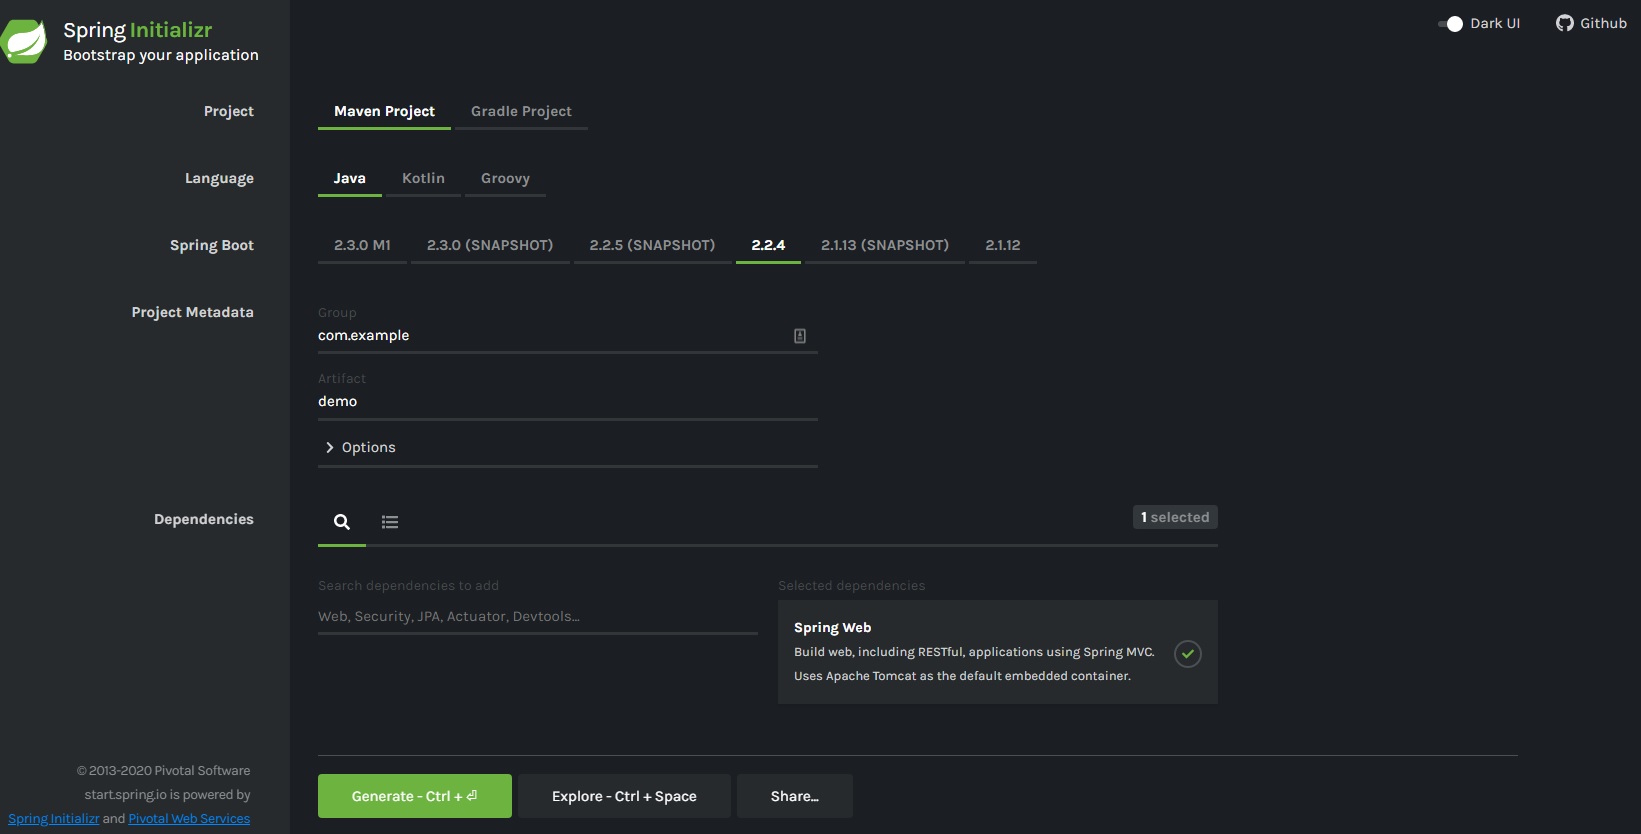 Spring Initializr
Bootstrap your application
Dark UI
Github
Project
Maven Project
Gradle Project
Language
Java
Kotlin
Groovy
Spring Boot
2.3.0 M1
2.3.0 (SNAPSHOT)
2.2.5 (SNAPSHOT)
2.2.4
2.1.13 (SNAPSHOT)
2.1.12
Project Metadata
Group
com.example
Artifact
demo
Options
Dependencies
1 selected
Search dependencies to add
Web, Security, JPA, Actuator, Devtools...
Selected dependencies
Spring Web
Build web, including RESTful, applications using Spring MVC.
Uses Apache Tomcat as the default embedded container.
© 2013-2020 Pivotal Software
start.spring.io is powered by
Spring Initializr and Pivotal Web Services
Generate - Ctrl + ⏎
Explore - Ctrl + Space
Share...